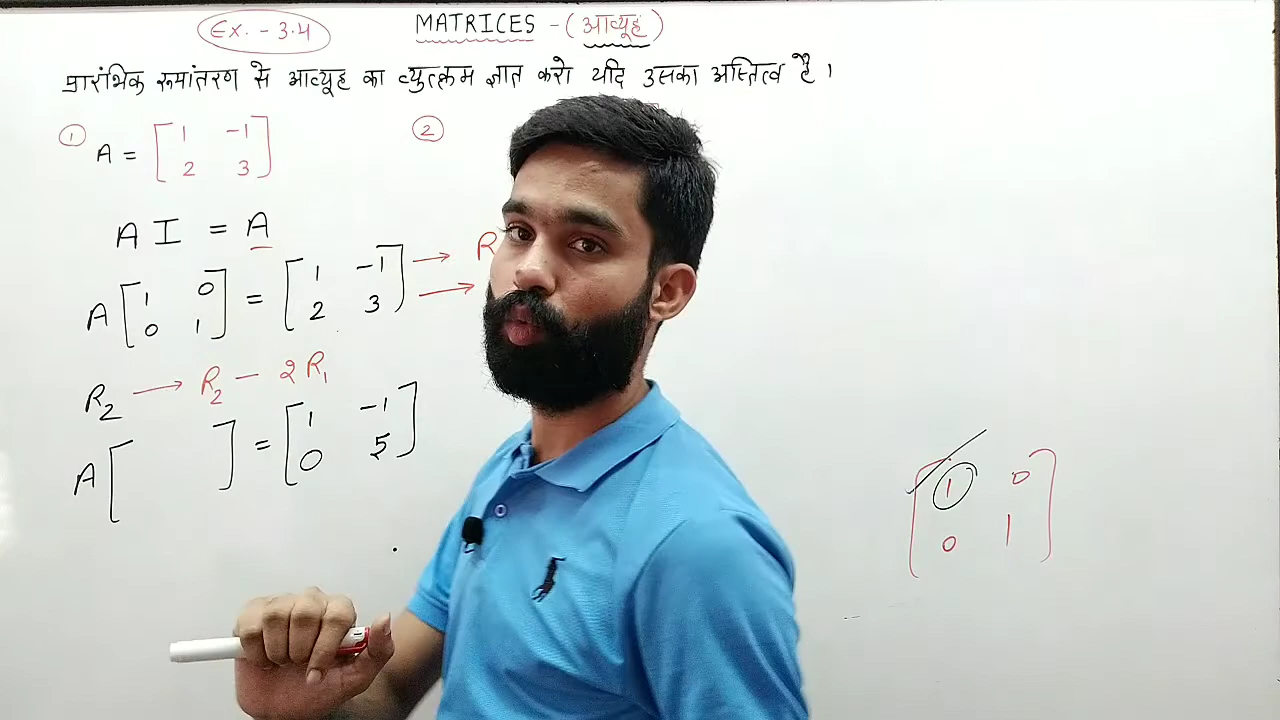 Ex. - 3.4
MATRICES - (आव्यूह)
प्रारंभिक रूपांतरण से आव्यूह का व्युत्क्रम ज्ञात करो यदि उसका अस्तित्व है।
① A = [ 1 -1
2 3 ]
②
A I = A
A [ 1 0
0 1 ] = [ 1 -1
2 3 ] → R
→
R₂ → R₂ - 2R₁
A [ ] = [ 1 -1
0 5 ]
[ 1 0
0 1 ]